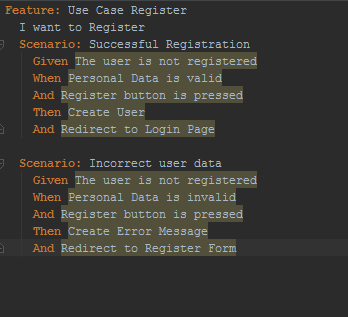 Feature: Use Case Register
I want to Register
Scenario: Successful Registration
Given The user is not registered
When Personal Data is valid
And Register button is pressed
Then Create User
And Redirect to Login Page
Scenario: Incorrect user data
Given The user is not registered
When Personal Data is invalid
And Register button is pressed
Then Create Error Message
And Redirect to Register Form